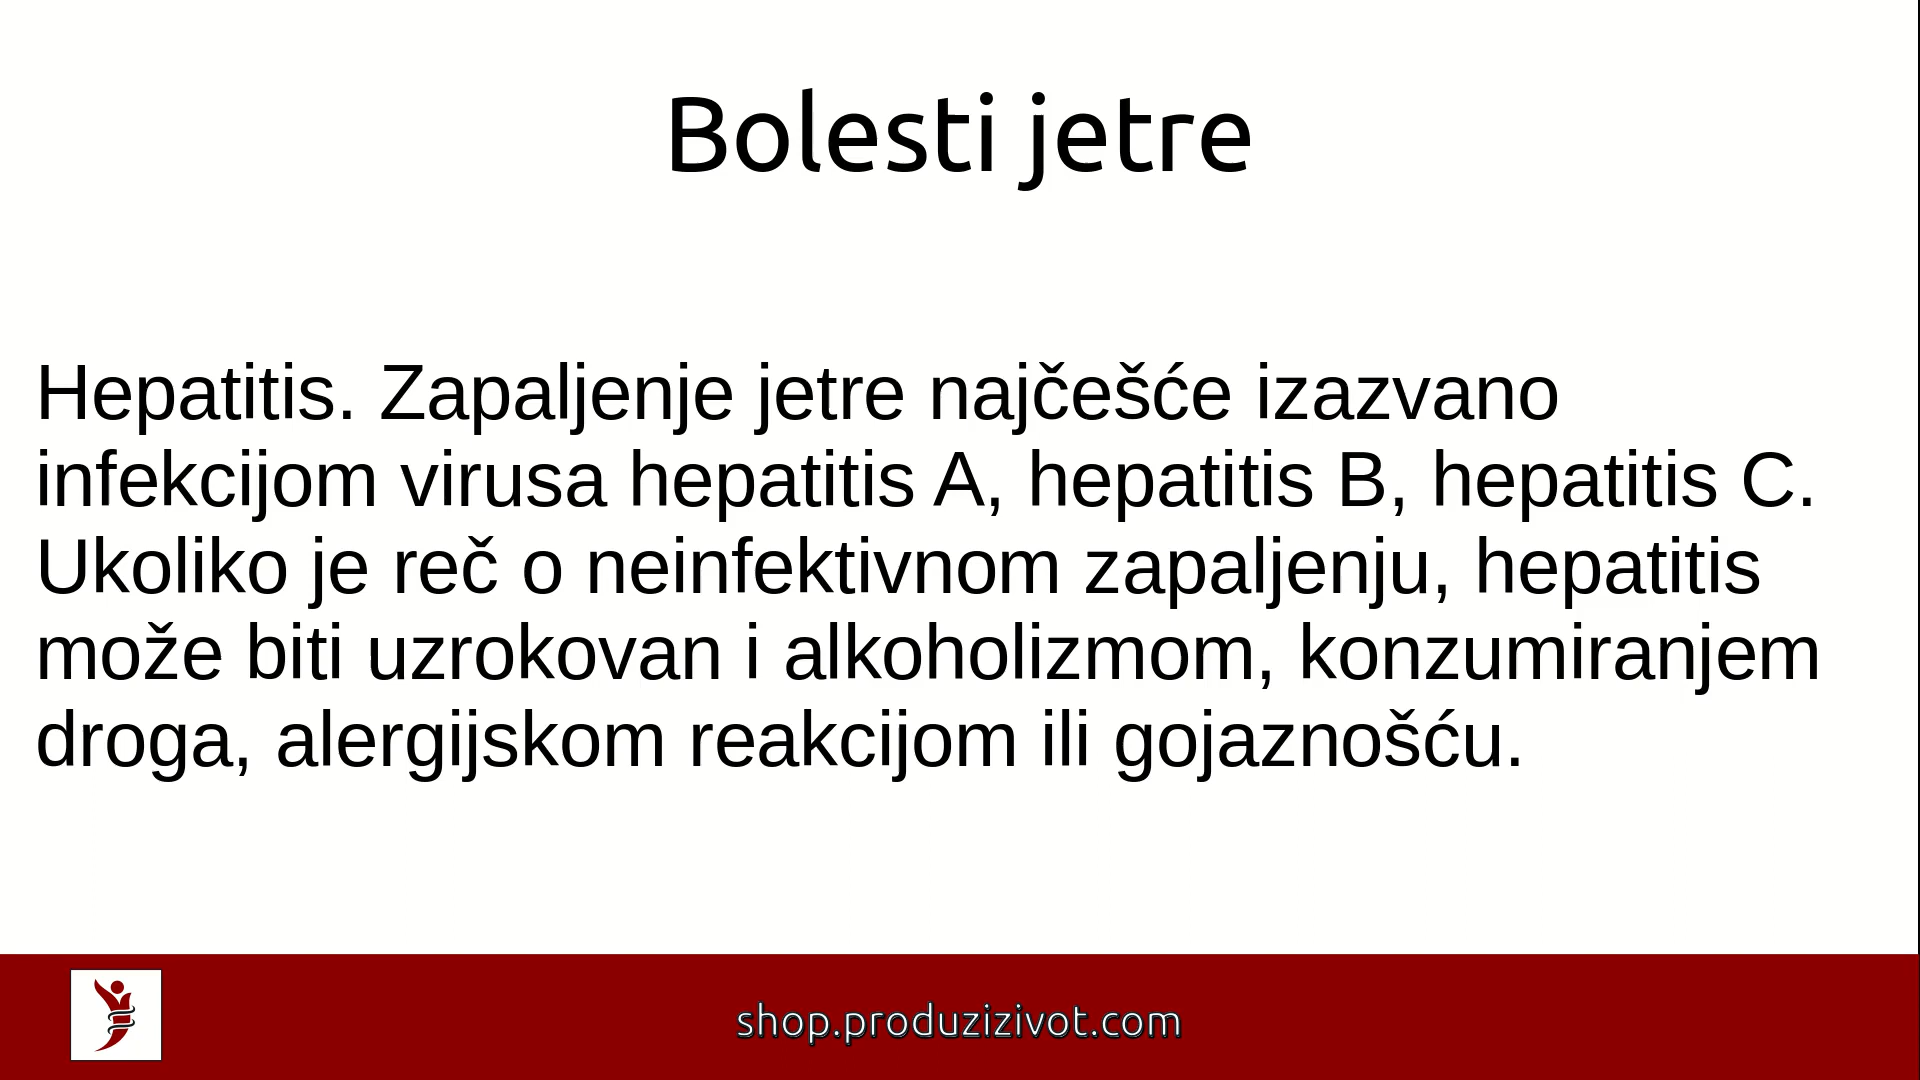 Bolesti jetre
Hepatitis. Zapaljenje jetre najčešće izazvano
infekcijom virusa hepatitis A, hepatitis B, hepatitis C.
Ukoliko je reč o neinfektivnom zapaljenju, hepatitis
može biti uzrokovan i alkoholizmom, konzumiranjem
droga, alergijskom reakcijom ili gojaznošću.
shop.produzizivot.com